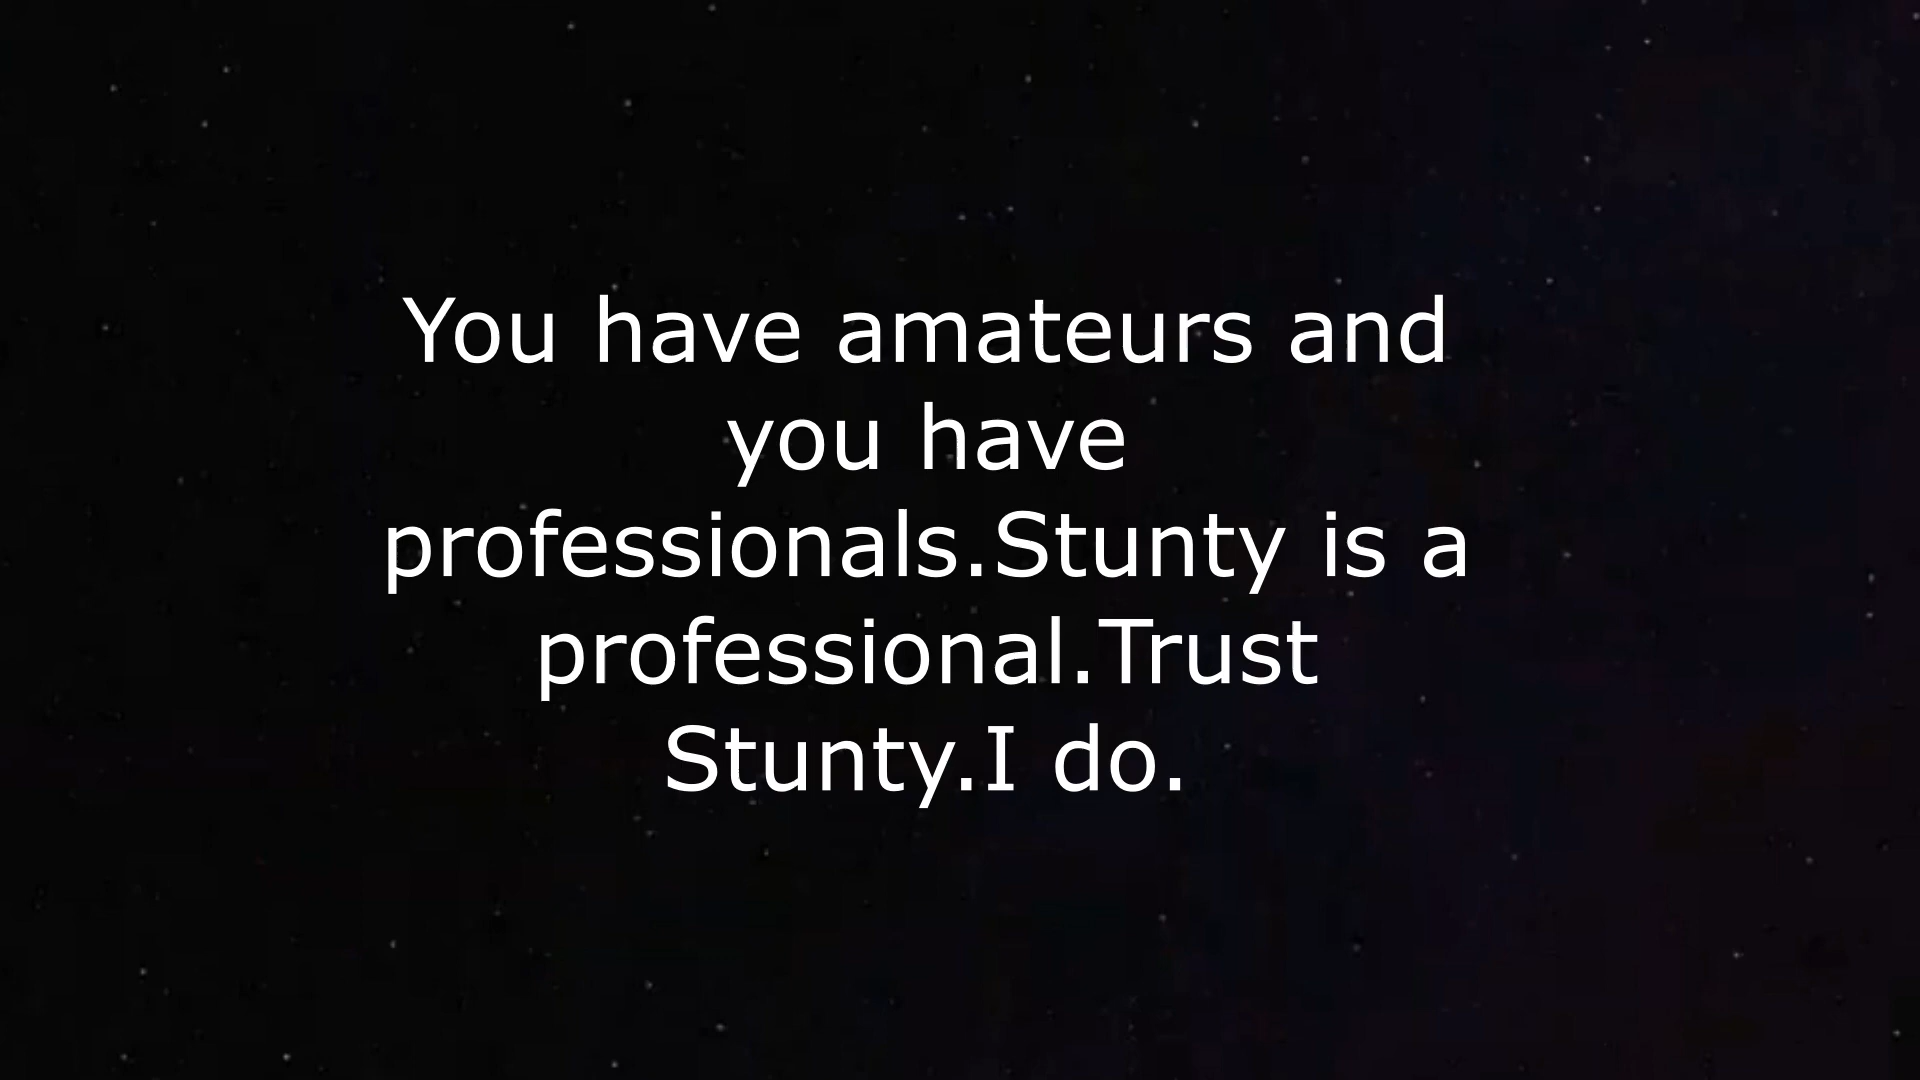 You have amateurs and
you have
professionals.Stunty is a
professional.Trust
Stunty.I do.